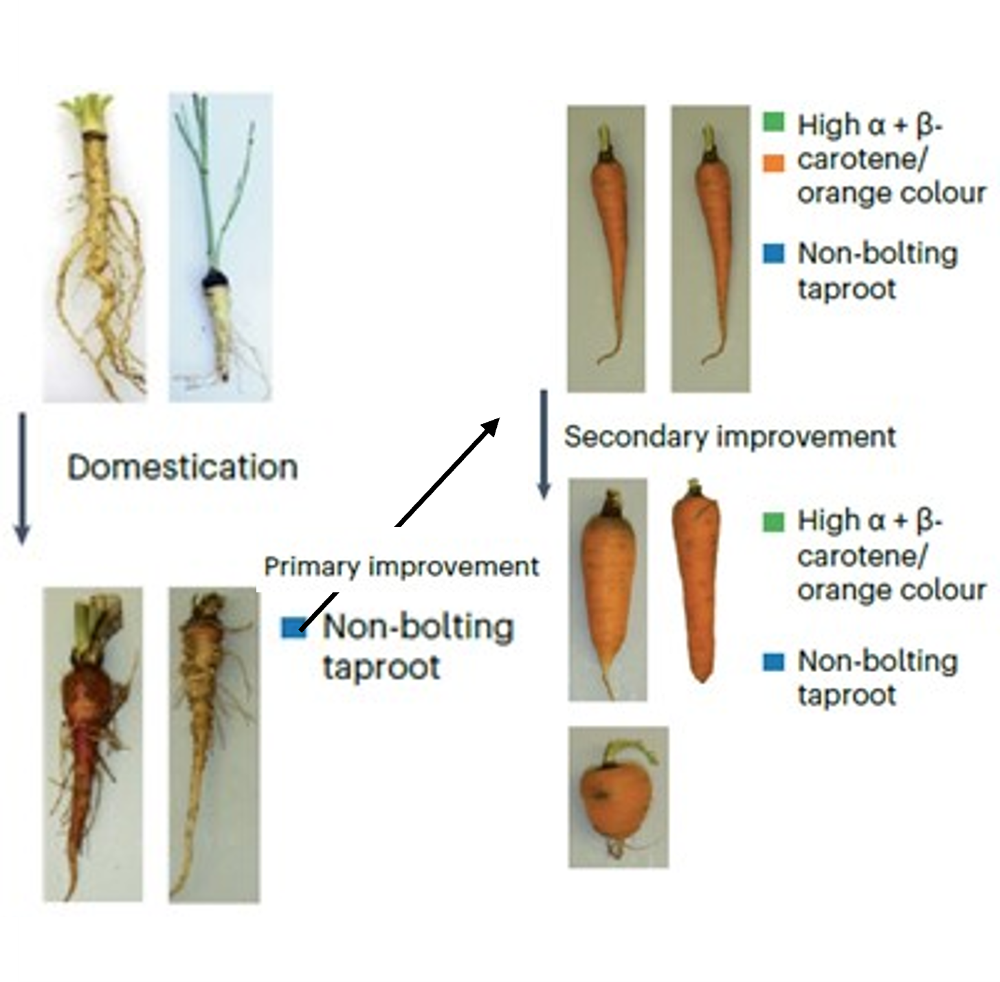 Domestication
Primary improvement
Non-bolting
taproot
High α + β-
carotene/
orange colour
Non-bolting
taproot
Secondary improvement
High α + β-
carotene/
orange colour
Non-bolting
taproot